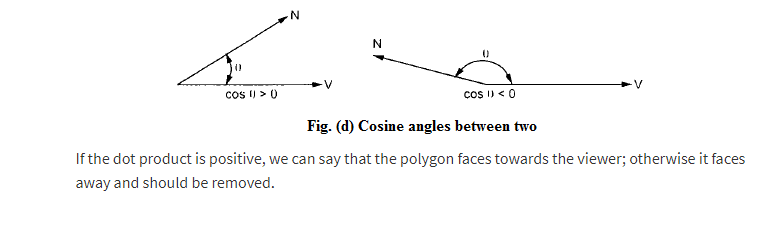 N
N
V
V
cos () > 0
cos () < 0
Fig. (d) Cosine angles between two
If the dot product is positive, we can say that the polygon faces towards the viewer; otherwise it faces
away and should be removed.